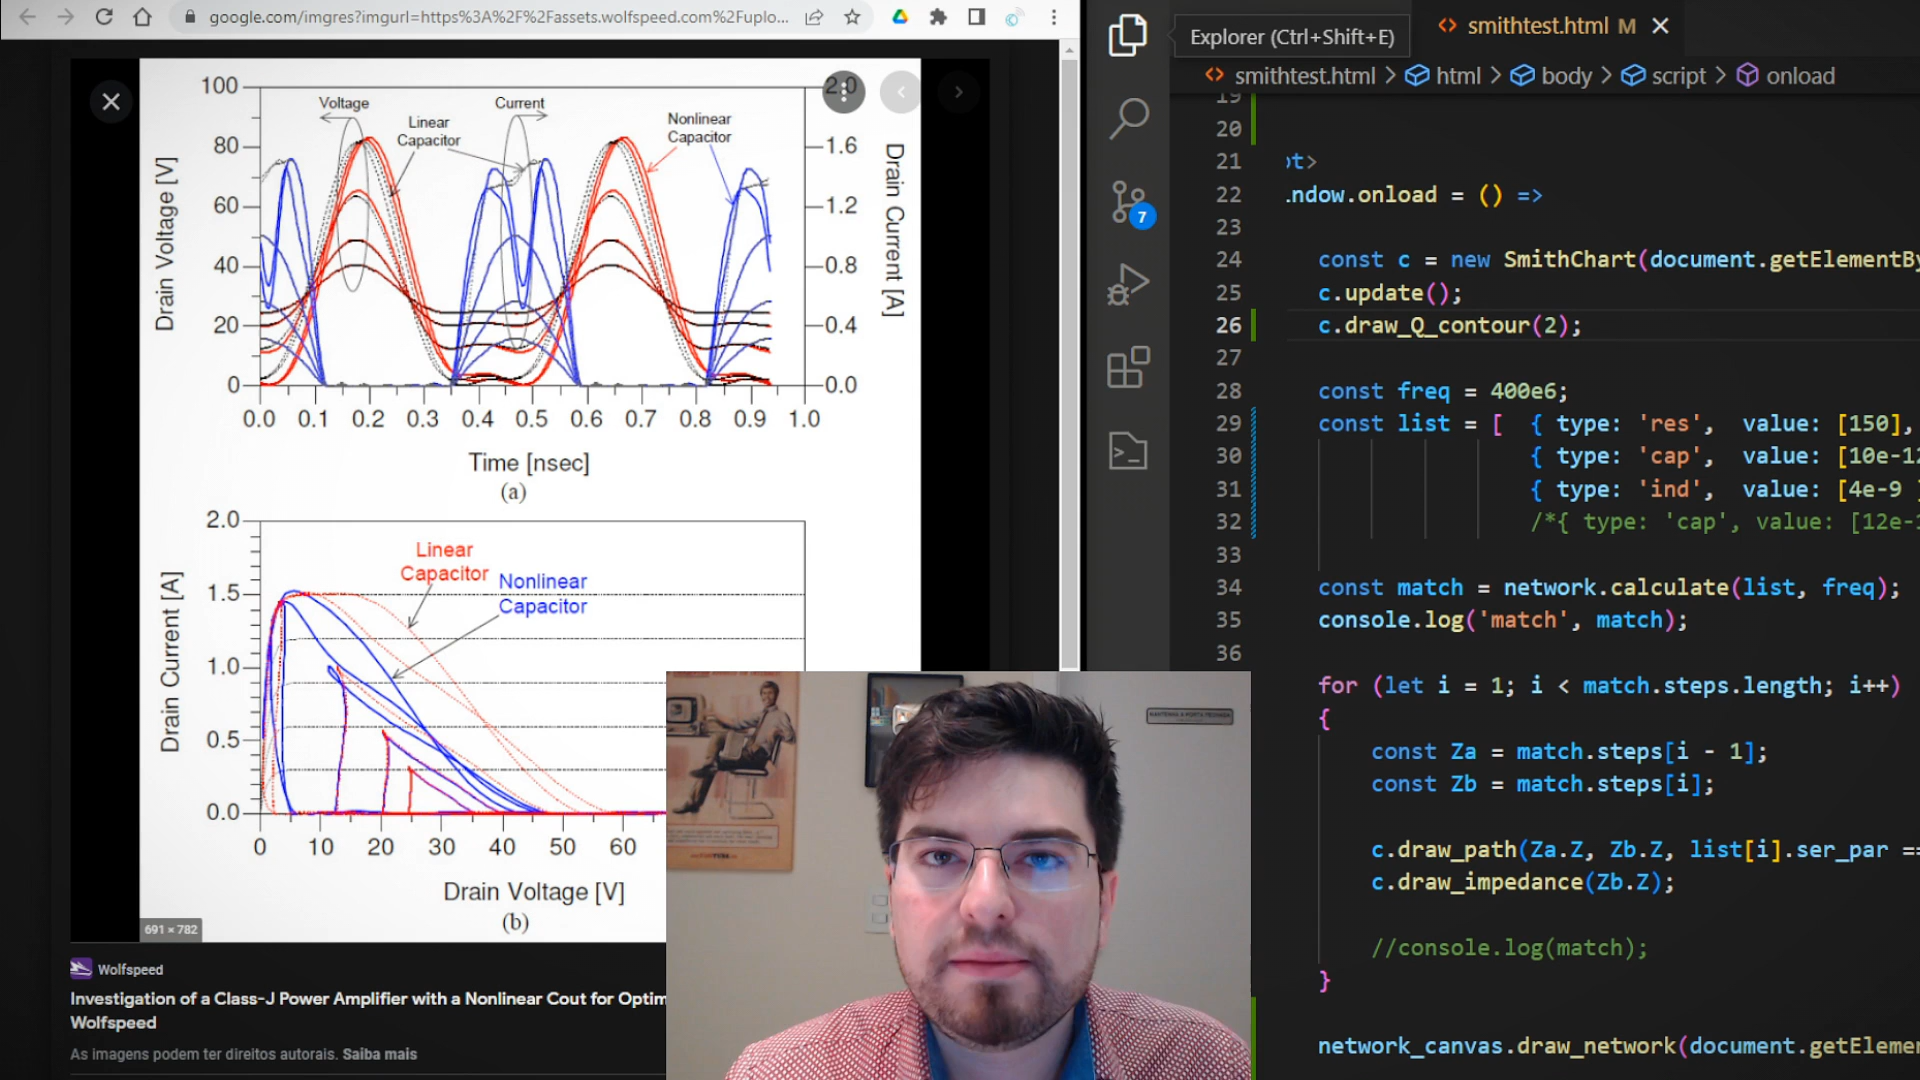 google.com/imgres?imgurl=https%3A%2F%2Fassets.wolfspeed.com%2Fuplo...
100
80
60
40
20
0
Drain Voltage [V]
Voltage
Linear
Capacitor
Current
Nonlinear
Capacitor
2.0
1.6
1.2
0.8
0.4
0.0
Drain Current [A]
0.0 0.1 0.2 0.3 0.4 0.5 0.6 0.7 0.8 0.9 1.0
Time [nsec]
(a)
2.0
1.5
1.0
0.5
0.0
Drain Current [A]
Linear
Capacitor
Nonlinear
Capacitor
0 10 20 30 40 50 60
Drain Voltage [V]
(b)
691 × 782
Wolfspeed
Investigation of a Class-J Power Amplifier with a Nonlinear Cout for Optim
Wolfspeed
As imagens podem ter direitos autorais. Saiba mais
Explorer (Ctrl+Shift+E)
smithtest.html M
smithtest.html > html > body > script > onload
7
19
20
21 pt>
22 ndow.onload = () =>
23
24 const c = new SmithChart(document.getElementBy
25 c.update();
26 c.draw_Q_contour(2);
27
28 const freq = 400e6;
29 const list = [ { type: 'res', value: [150],
30 { type: 'cap', value: [10e-12
31 { type: 'ind', value: [4e-9 ]
32 /*{ type: 'cap', value: [12e-1
33
34 const match = network.calculate(list, freq);
35 console.log('match', match);
36
for (let i = 1; i < match.steps.length; i++)
{
const Za = match.steps[i - 1];
const Zb = match.steps[i];
c.draw_path(Za.Z, Zb.Z, list[i].ser_par ==
c.draw_impedance(Zb.Z);
//console.log(match);
}
network_canvas.draw_network(document.getEleme